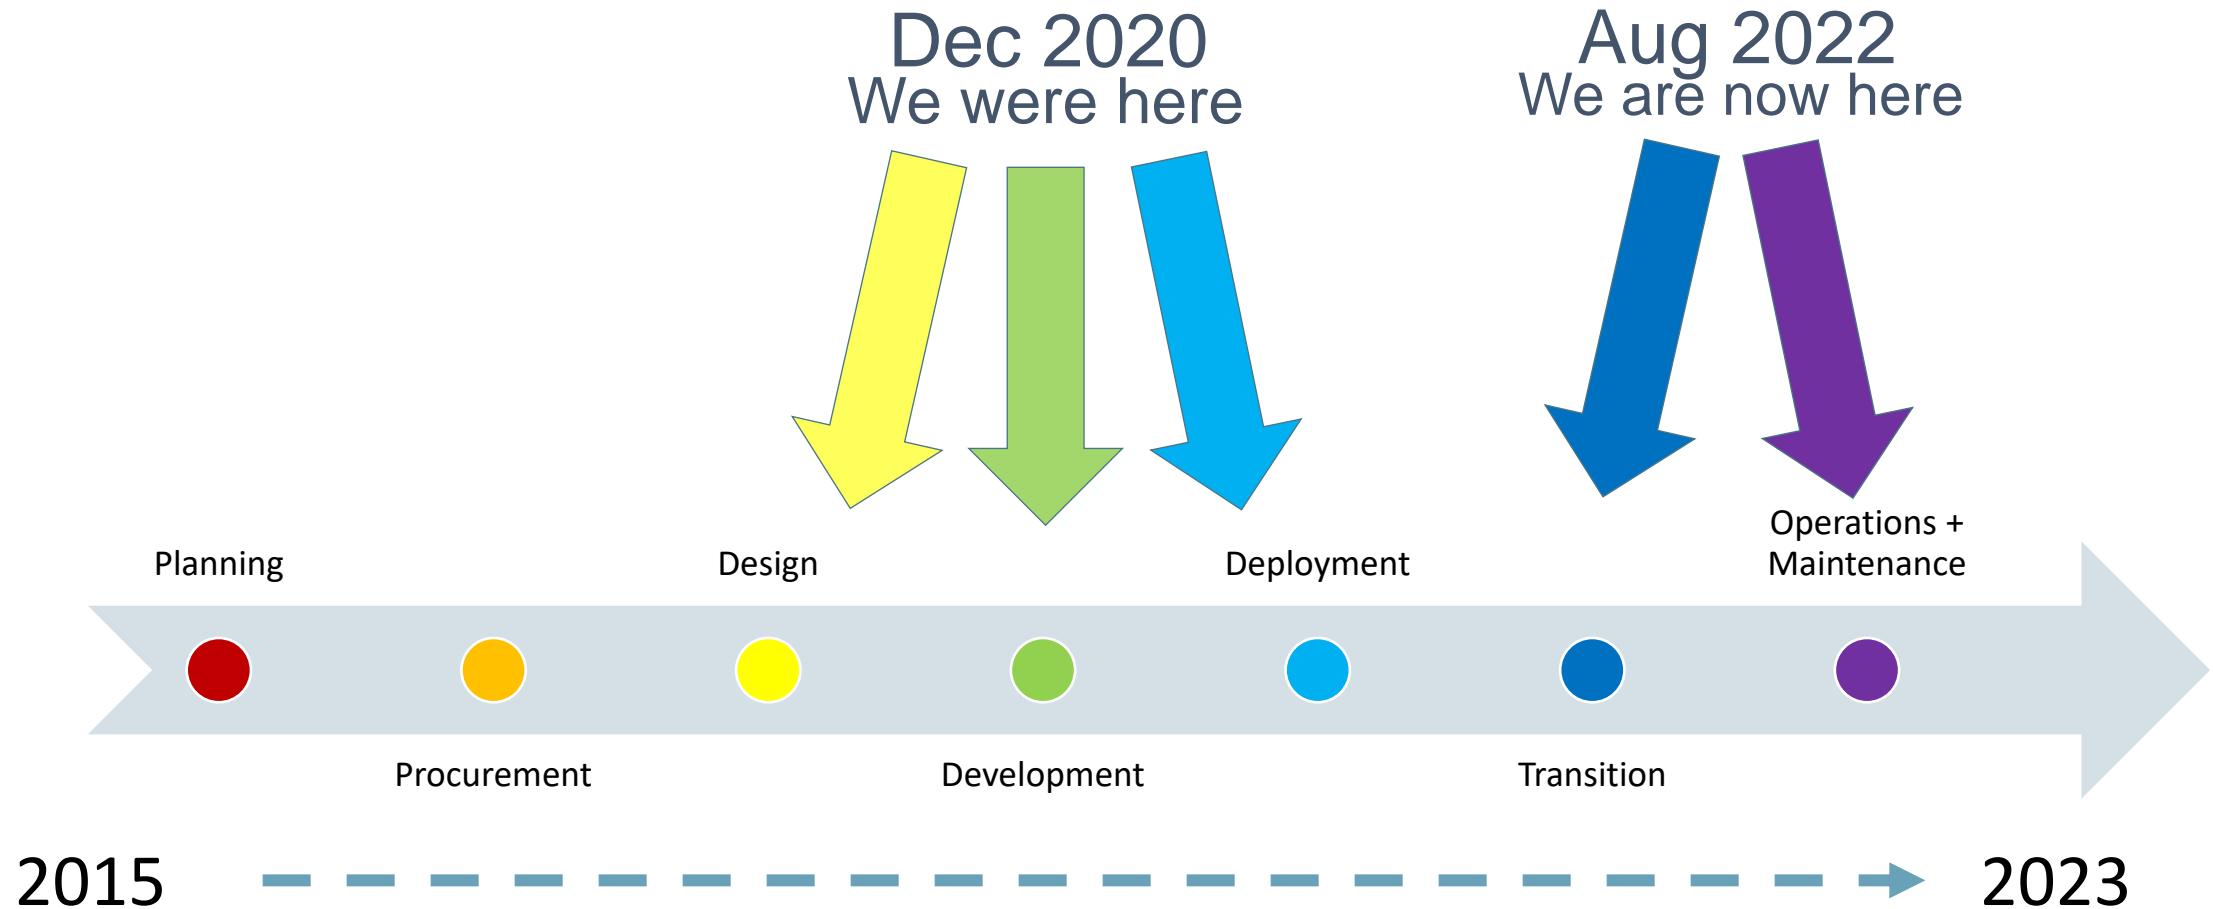 Dec 2020
We were here
Aug 2022
We are now here
Planning
Design
Deployment
Operations +
Maintenance
Procurement
Development
Transition
2015
2023